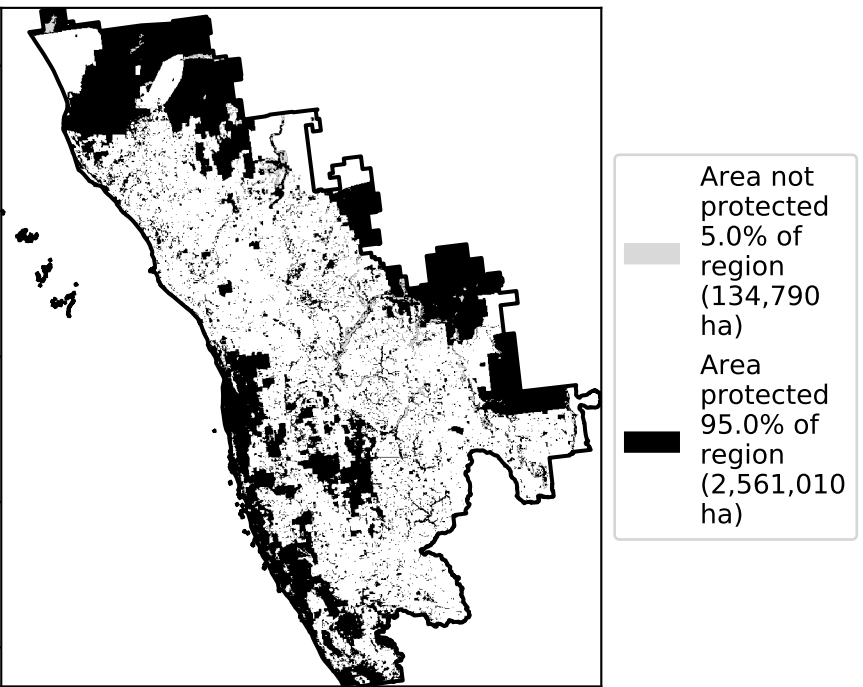 Area not
protected
5.0% of
region
(134,790
ha)
Area
protected
95.0% of
region
(2,561,010
ha)